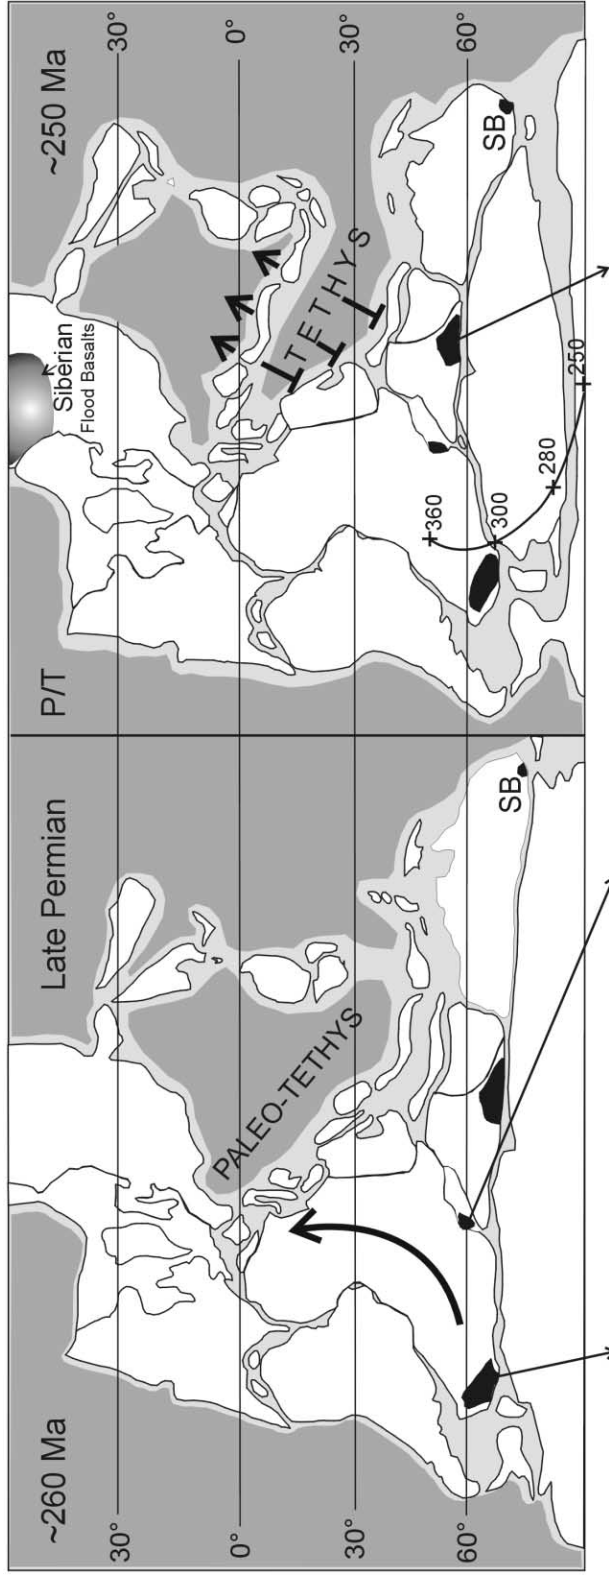 ~260 Ma
Late Permian
30°
0°
30°
60°
PALEO-TETHYS
SB
P/T
~250 Ma
Siberian
Flood Basalts
30°
0°
30°
60°
TETHYS
SB
360
300
280
250